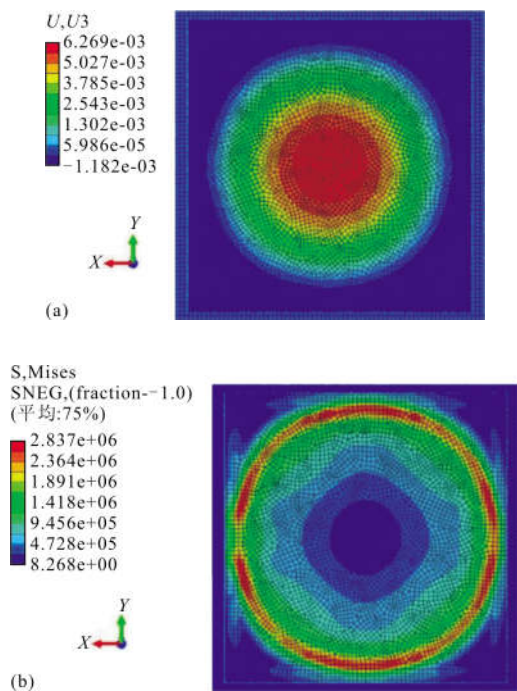 U,U3
6.269e-03
5.027e-03
3.785e-03
2.543e-03
1.302e-03
5.986e-05
−1.182e-03
Y
X
(a)
S,Mises
SNEG,(fraction-−1.0)
(平均:75%)
2.837e+06
2.364e+06
1.891e+06
1.418e+06
9.456e+05
4.728e+05
8.268e+00
Y
X
(b)